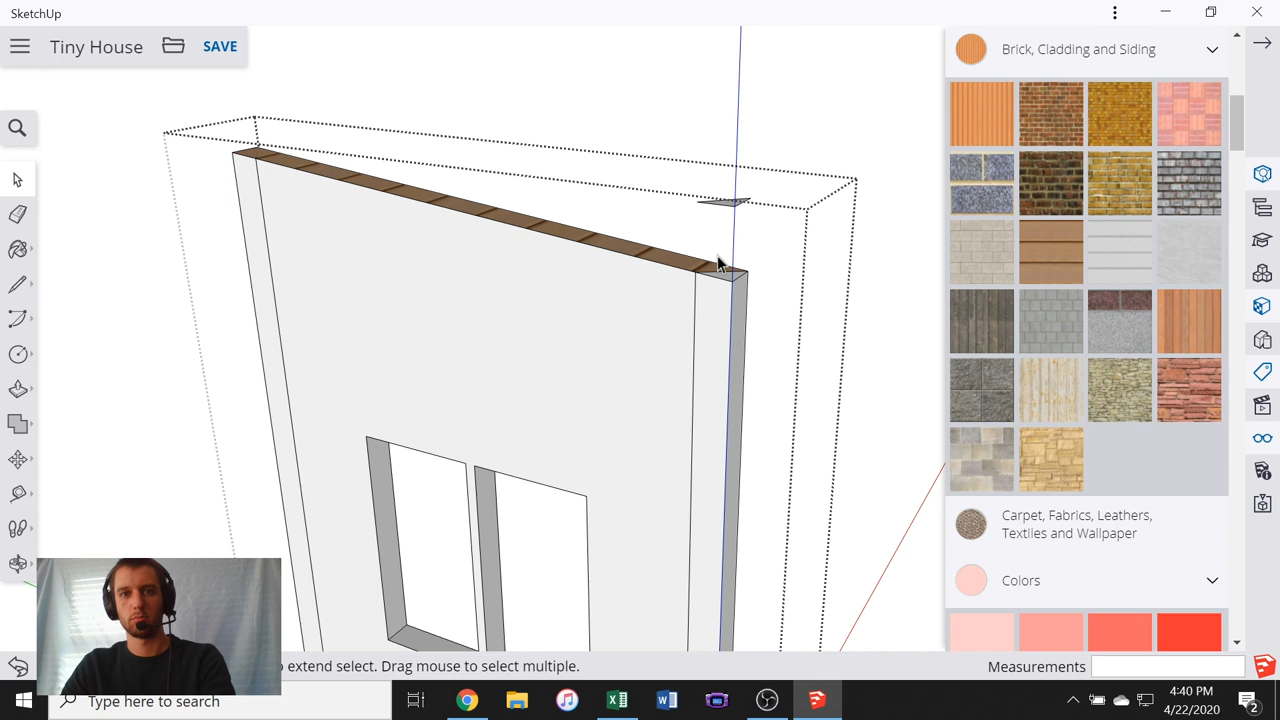 SketchUp
Tiny House
SAVE
Brick, Cladding and Siding
Carpet, Fabrics, Leathers,
Textiles and Wallpaper
Colors
extend select. Drag mouse to select multiple.
Measurements
Type here to search
4:40 PM
4/22/2020
2